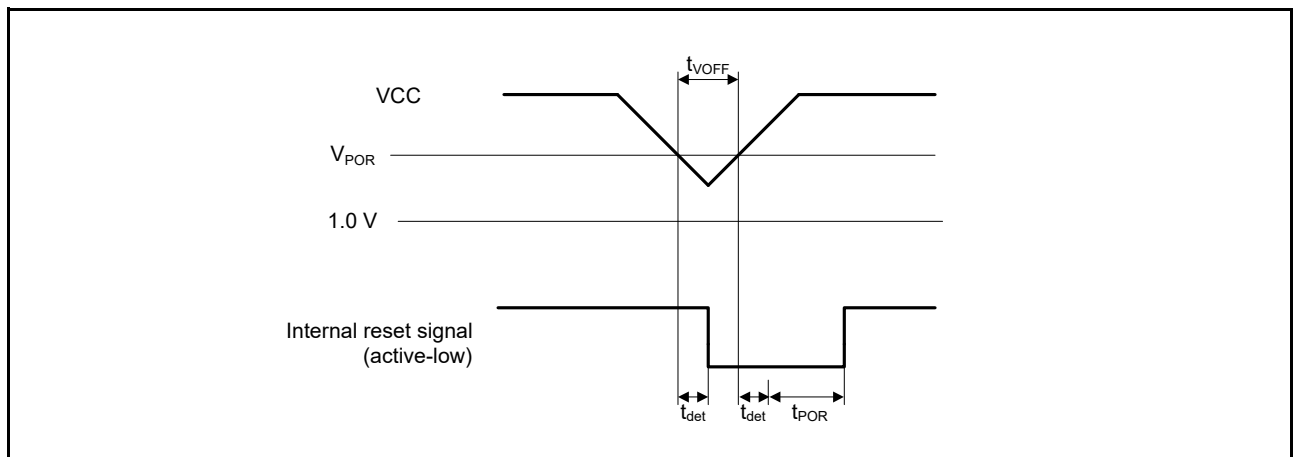 tVOFF
VCC
VPOR
1.0 V
Internal reset signal
(active-low)
tdet
tdet
tPOR